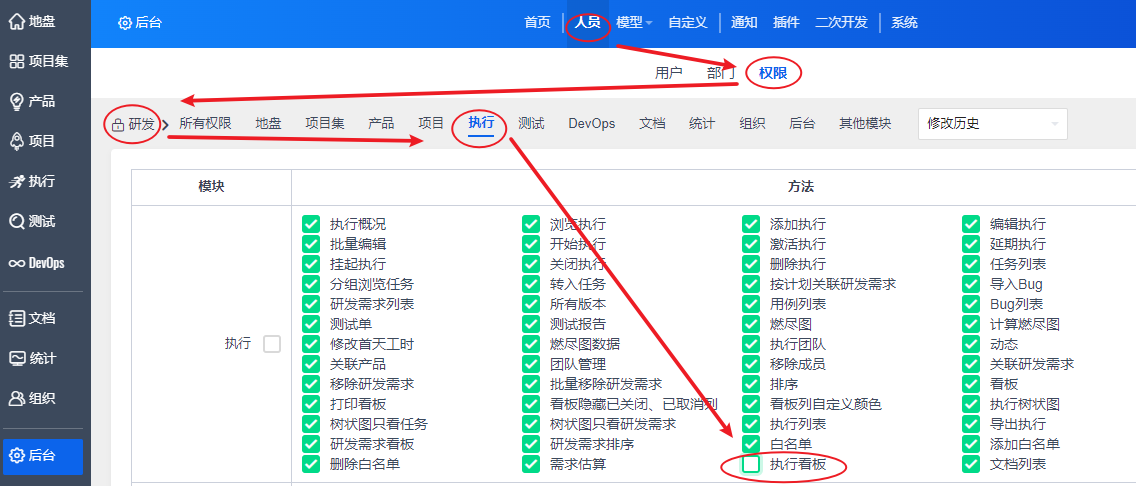 地盘
项目集
产品
项目
执行
测试
DevOps
文档
统计
组织
后台
后台
首页 人员 模型 自定义 通知 插件 二次开发 系统
用户 部门 权限
研发 所有权限 地盘 项目集 产品 项目 执行 测试 DevOps 文档 统计 组织 后台 其他模块 修改历史
模块 方法
执行
执行概况 浏览执行 添加执行 编辑执行
批量编辑 开始执行 激活执行 延期执行
挂起执行 关闭执行 删除执行 任务列表
分组浏览任务 转入任务 按计划关联研发需求 导入Bug
研发需求列表 所有版本 用例列表 Bug列表
测试单 测试报告 燃尽图 计算燃尽图
修改首天工时 燃尽图数据 执行团队 动态
关联产品 团队管理 移除成员 关联研发需求
移除研发需求 批量移除研发需求 排序 看板
打印看板 看板隐藏已关闭、已取消列 看板列自定义颜色 执行树状图
树状图只看任务 树状图只看研发需求 执行列表 导出执行
研发需求看板 研发需求排序 白名单 添加白名单
删除白名单 需求估算 执行看板 文档列表